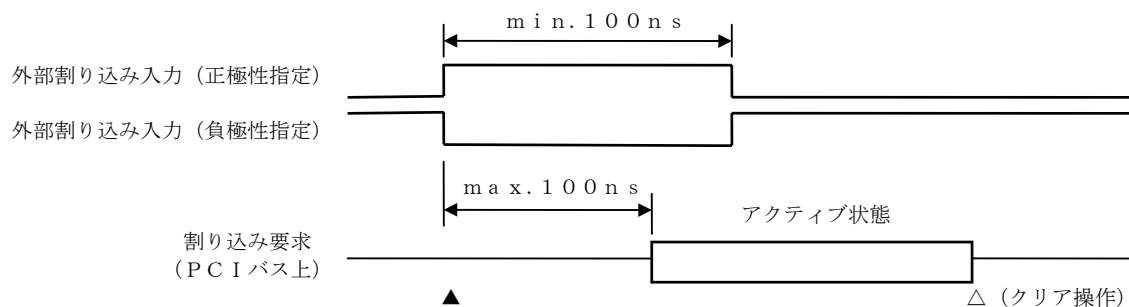 ｍｉｎ.１００ｎｓ
外部割り込み入力（正極性指定）
外部割り込み入力（負極性指定）
ｍａｘ.１００ｎｓ
アクティブ状態
割り込み要求
（ＰＣＩバス上）
▲
△（クリア操作）